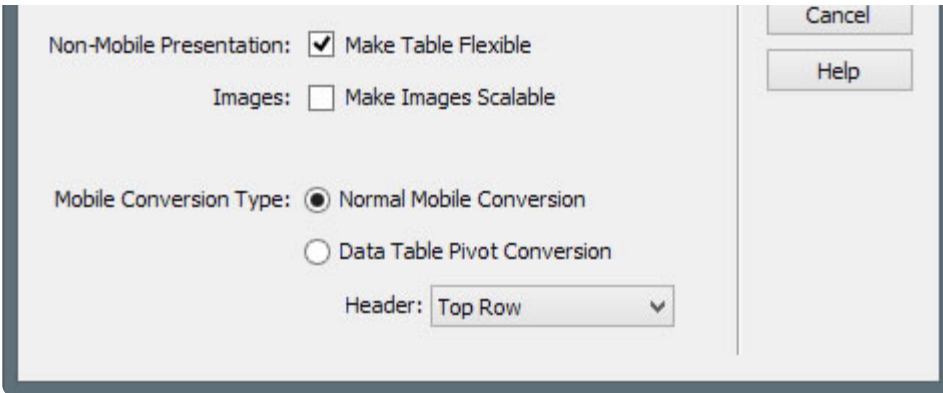 Cancel
Non-Mobile Presentation: Make Table Flexible
Help
Images: Make Images Scalable
Mobile Conversion Type: Normal Mobile Conversion
Data Table Pivot Conversion
Header: Top Row